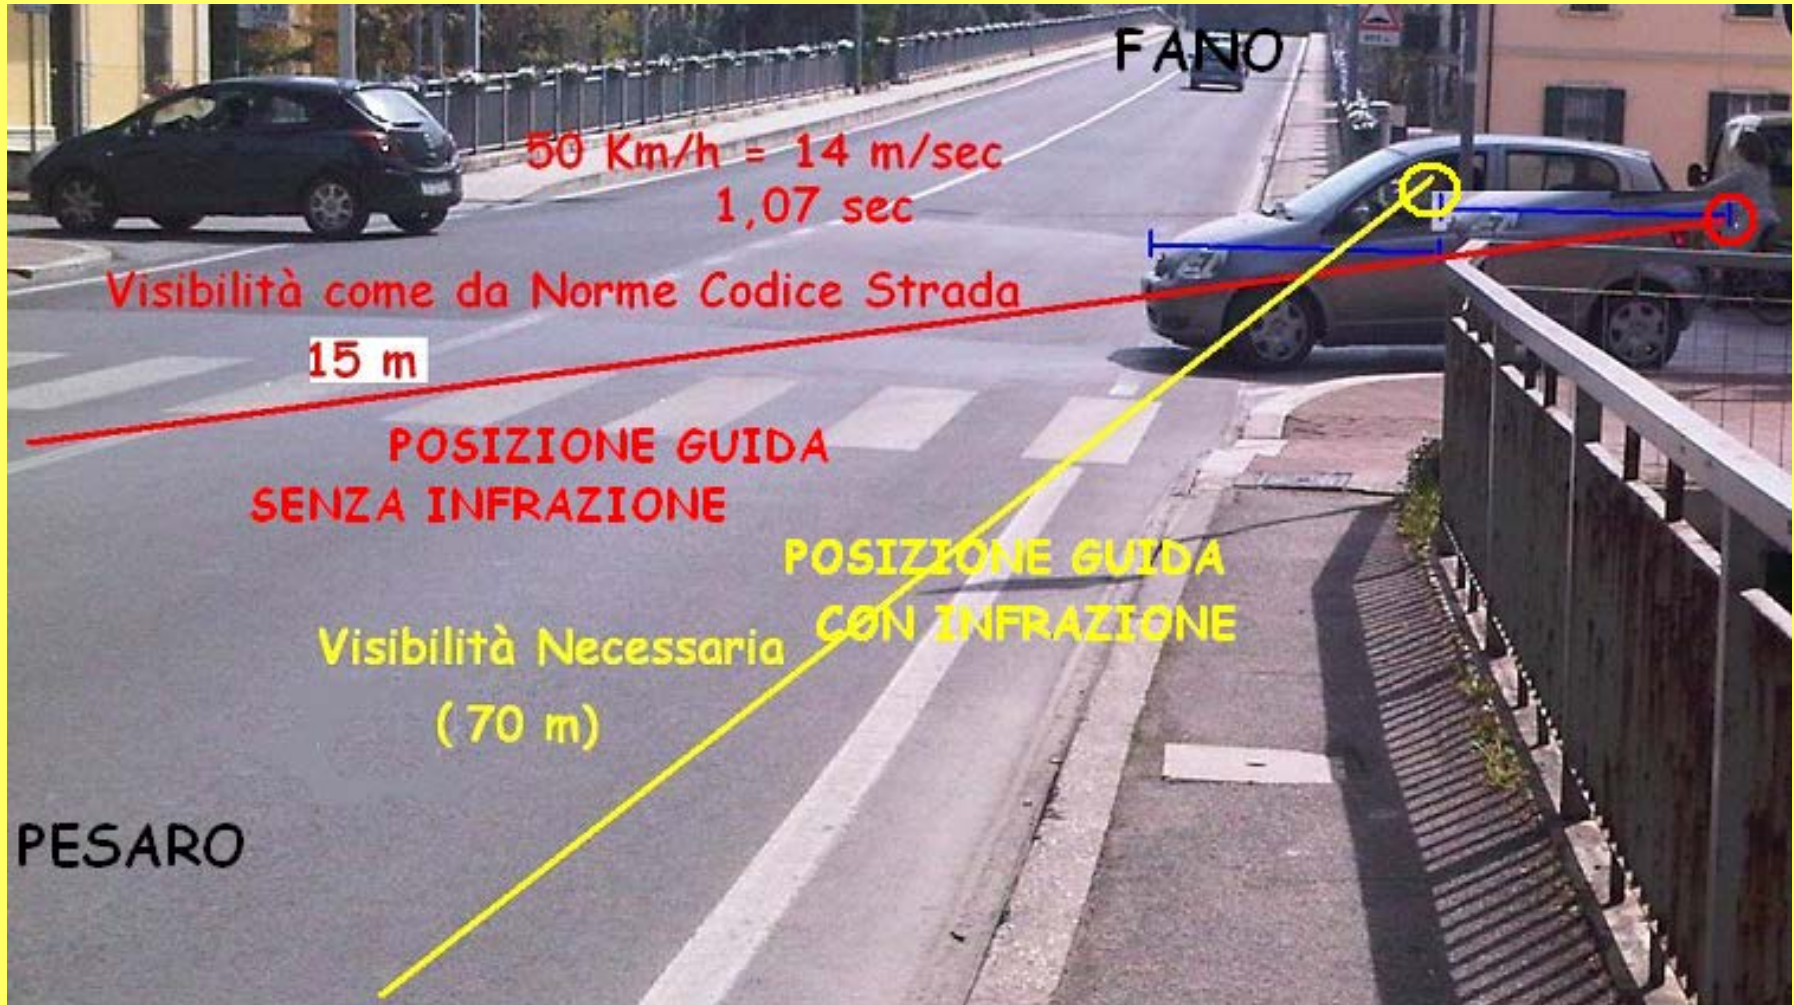 FANO
50 Km/h = 14 m/sec
1,07 sec
Visibilità come da Norme Codice Strada
15 m
POSIZIONE GUIDA
SENZA INFRAZIONE
POSIZIONE GUIDA
CON INFRAZIONE
Visibilità Necessaria
(70 m)
PESARO